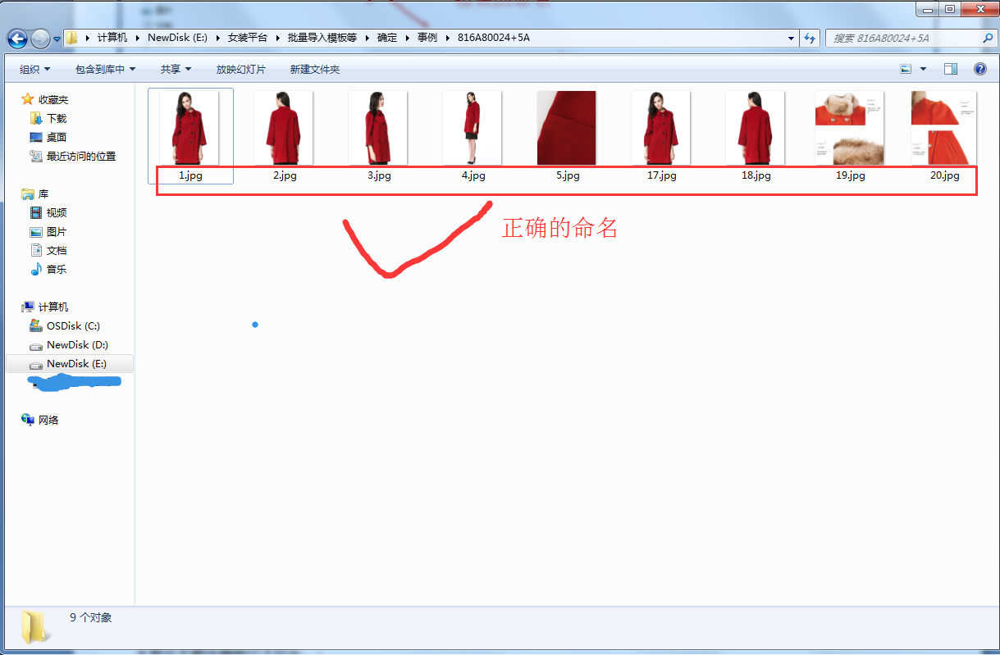 计算机 NewDisk (E:) 女装平台 批量导入模板等 确定 事例 816A80024+5A
搜索 816A80024+5A
组织 包含到库中 共享 放映幻灯片 新建文件夹
收藏夹
下载
桌面
最近访问的位置
库
视频
图片
文档
音乐
计算机
OSDisk (C:)
NewDisk (D:)
NewDisk (E:)
网络
1.jpg 2.jpg 3.jpg 4.jpg 5.jpg 17.jpg 18.jpg 19.jpg 20.jpg
正确的命名
9 个对象